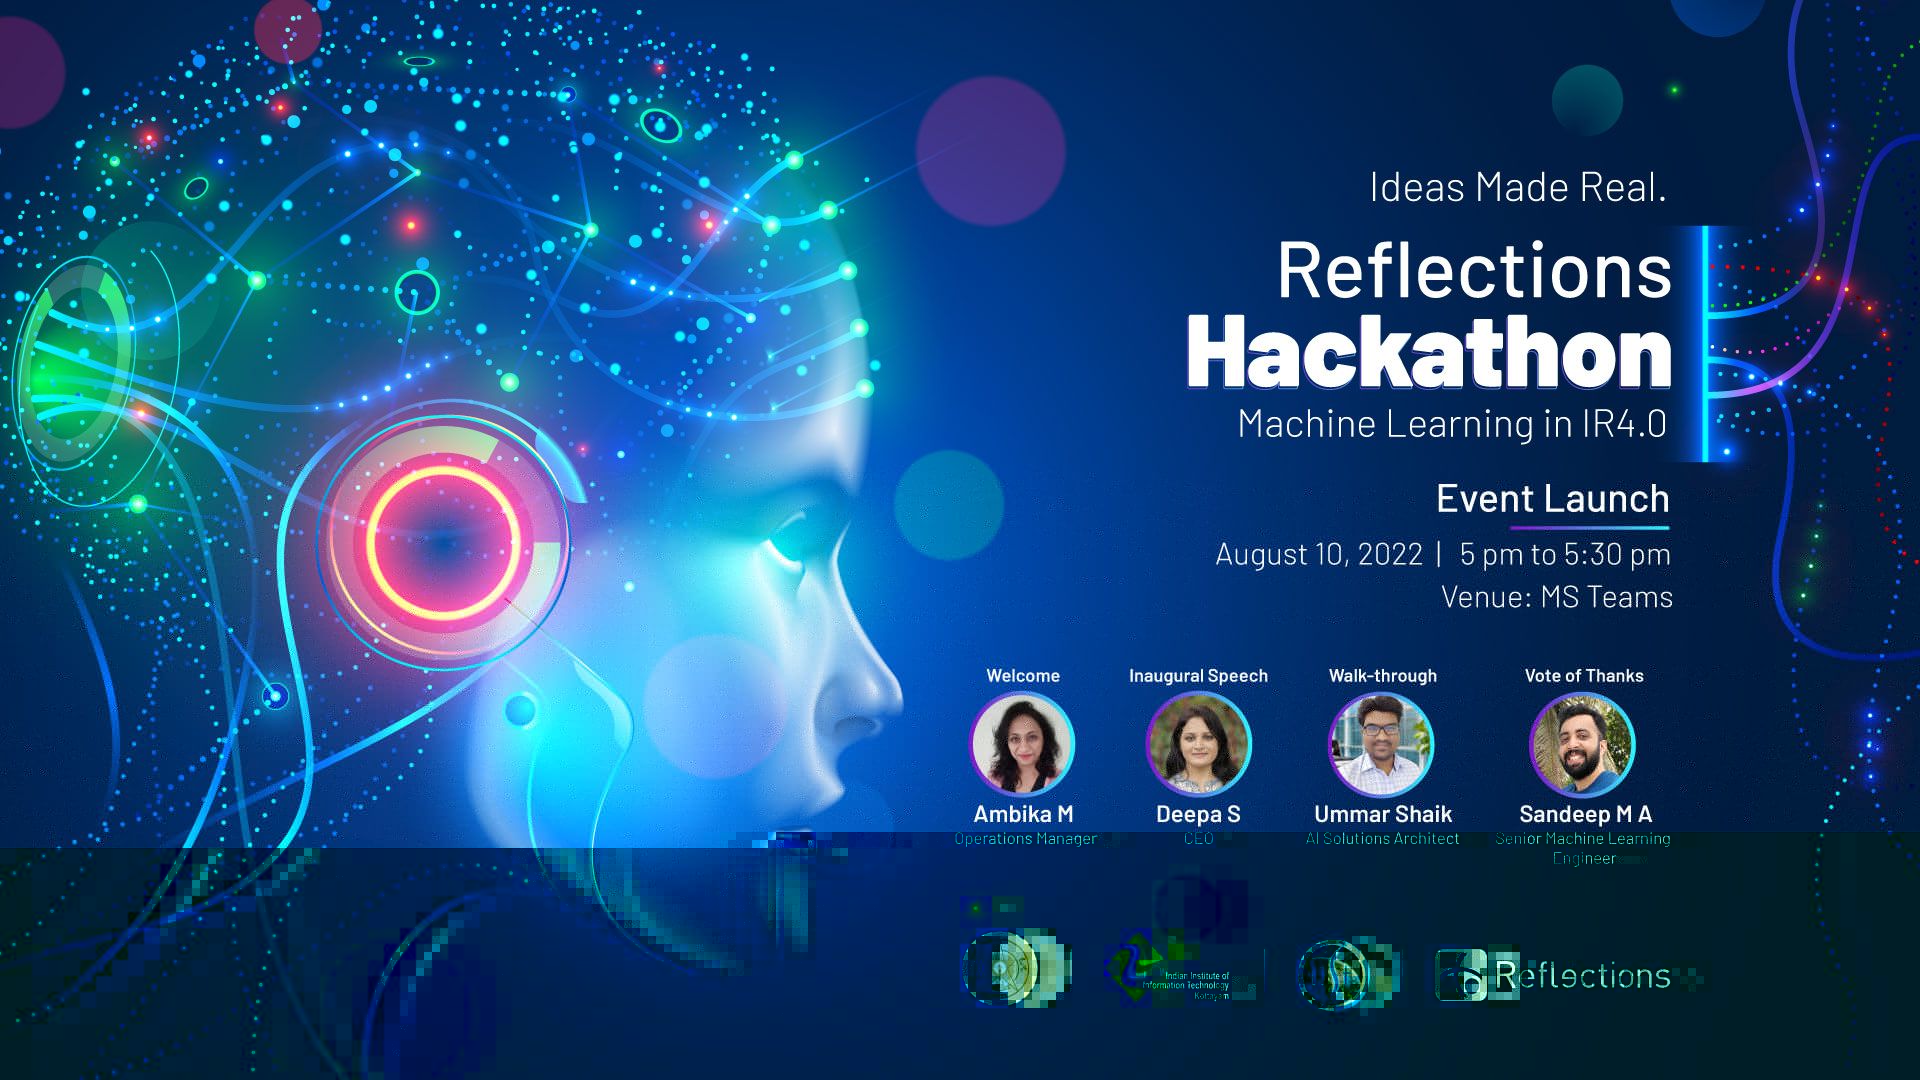 Ideas Made Real.
Reflections
Hackathon
Machine Learning in IR4.0
Event Launch
August 10, 2022 | 5 pm to 5:30 pm
Venue: MS Teams
Welcome
Ambika M
Operations Manager
Inaugural Speech
Deepa S
CEO
Walk-through
Ummar Shaik
AI Solutions Architect
Vote of Thanks
Sandeep M A
Senior Machine Learning
Engineer
Indian Institute of
Information Technology
Kottayam
Reflections